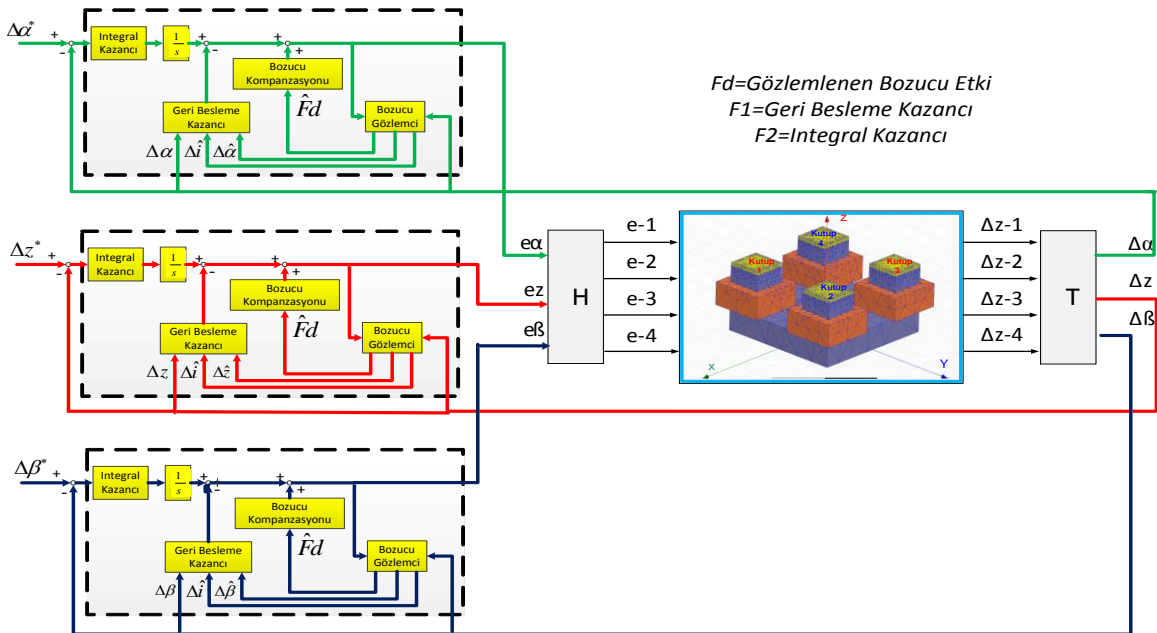 Δα*
+
-
Integral
Kazancı
1
s
+
-
+
+
Bozucu
Kompanzasyonu
F̂d
Geri Besleme
Kazancı
Bozucu
Gözlemci
Δα
Δî
Δα̂
Fd=Gözlemlenen Bozucu Etki
F1=Geri Besleme Kazancı
F2=Integral Kazancı
Δz*
+
-
Integral
Kazancı
1
s
+
-
+
+
Bozucu
Kompanzasyonu
F̂d
Geri Besleme
Kazancı
Bozucu
Gözlemci
Δz
Δî
Δẑ
eα
ez
eß
H
e-1
e-2
e-3
e-4
Z
Kutup
4
Kutup
1
Kutup
3
Kutup
2
x
Y
Δz-1
Δz-2
Δz-3
Δz-4
T
Δα
Δz
Δß
Δβ*
+
-
Integral
Kazancı
1
s
+
-
+
+
Bozucu
Kompanzasyonu
F̂d
Geri Besleme
Kazancı
Bozucu
Gözlemci
Δβ
Δî
Δβ̂